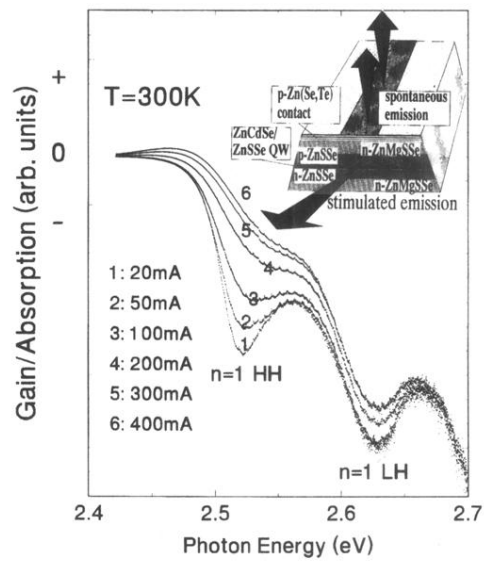 Gain/Absorption (arb. units)
+
0
-
T=300K
p-Zn(Se,Te)
contact
spontaneous
emission
ZnCdSe/
ZnSSe QW
p-ZnSSe
n-ZnMgSSe
n-ZnSSe
n-ZnMgSSe
stimulated emission
6
5
4
3
2
1
1: 20mA
2: 50mA
3: 100mA
4: 200mA
5: 300mA
6: 400mA
n=1 HH
n=1 LH
2.4 2.5 2.6 2.7
Photon Energy (eV)